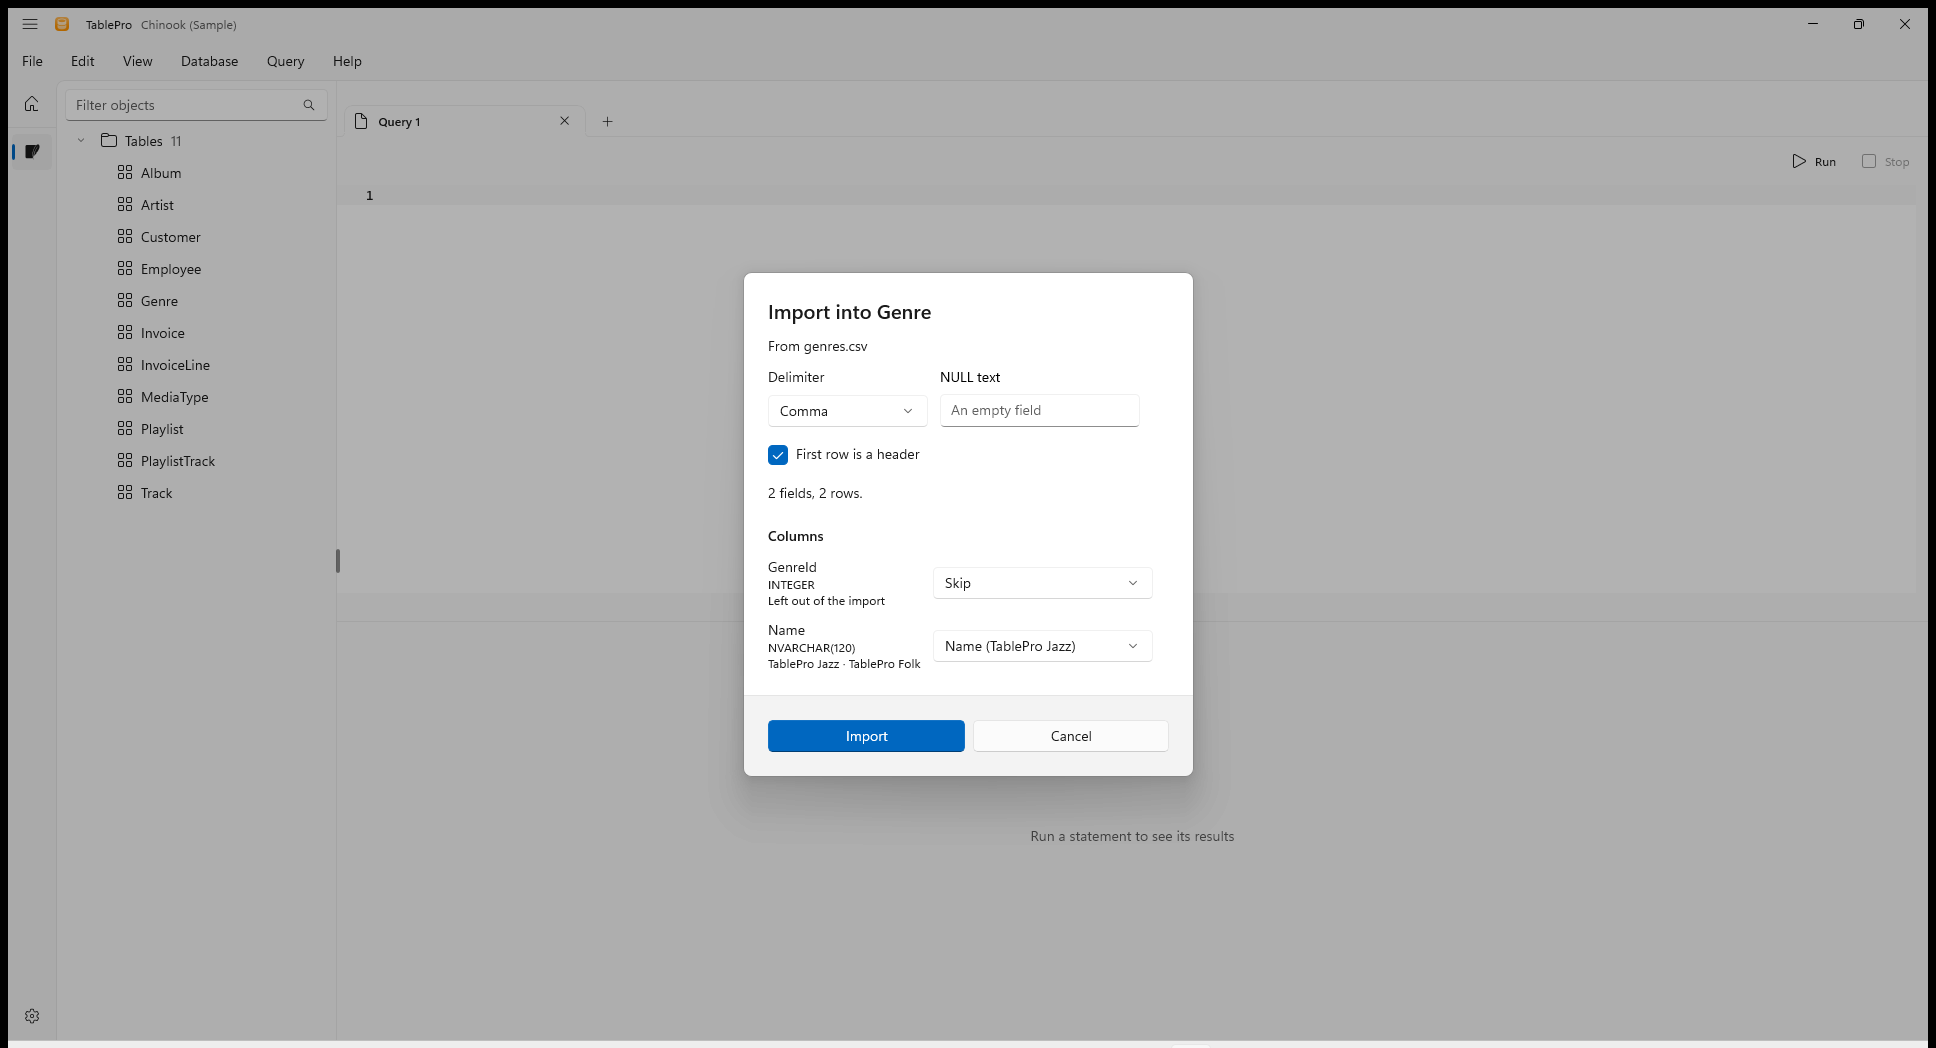 TablePro Chinook (Sample)
File Edit View Database Query Help
Filter objects
Query 1
Tables 11
Run Stop
Album
1
Artist
Customer
Employee
Genre
Invoice
InvoiceLine
MediaType
Playlist
PlaylistTrack
Track
Import into Genre
From genres.csv
Delimiter NULL text
Comma An empty field
First row is a header
2 fields, 2 rows.
Columns
GenreId
INTEGER
Left out of the import
Skip
Name
NVARCHAR(120)
TablePro Jazz · TablePro Folk
Name (TablePro Jazz)
Import Cancel
Run a statement to see its results